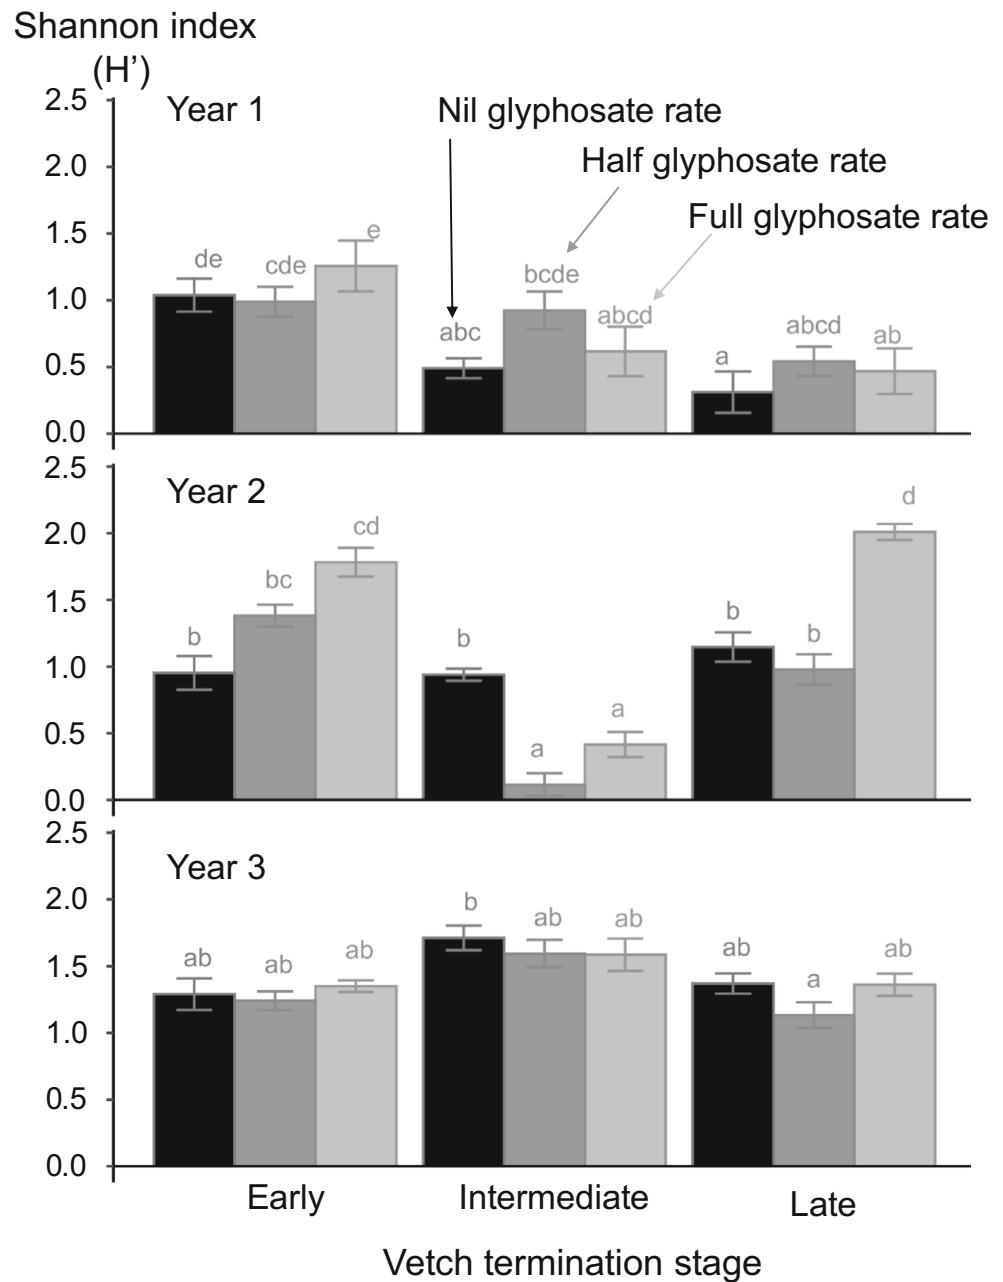 Shannon index
(H’)
2.5
Year 1
Nil glyphosate rate
2.0
Half glyphosate rate
Full glyphosate rate
1.5
de
cde
e
bcde
1.0
abc
abcd
abcd
ab
a
0.5
0.0
2.5
Year 2
d
2.0
cd
bc
1.5
b
b
b
b
1.0
a
a
0.5
0.0
2.5
Year 3
2.0
b
ab
ab
ab
ab
ab
ab
a
ab
1.5
1.0
0.5
0.0
Early
Intermediate
Late
Vetch termination stage